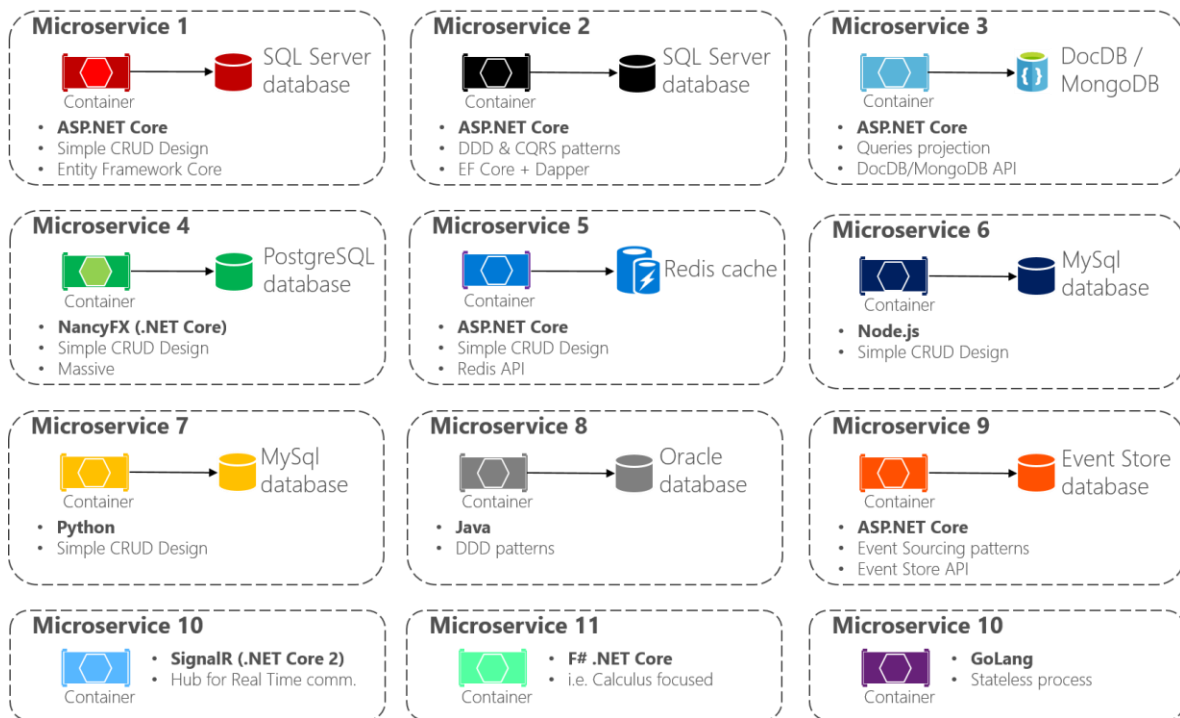 Microservice 1
SQL Server
database
Container
• ASP.NET Core
• Simple CRUD Design
• Entity Framework Core
Microservice 2
SQL Server
database
Container
• ASP.NET Core
• DDD & CQRS patterns
• EF Core + Dapper
Microservice 3
DocDB /
MongoDB
Container
• ASP.NET Core
• Queries projection
• DocDB/MongoDB API
Microservice 4
PostgreSQL
database
Container
• NancyFX (.NET Core)
• Simple CRUD Design
• Massive
Microservice 5
Redis cache
Container
• ASP.NET Core
• Simple CRUD Design
• Redis API
Microservice 6
MySql
database
Container
• Node.js
• Simple CRUD Design
Microservice 7
MySql
database
Container
• Python
• Simple CRUD Design
Microservice 8
Oracle
database
Container
• Java
• DDD patterns
Microservice 9
Event Store
database
Container
• ASP.NET Core
• Event Sourcing patterns
• Event Store API
Microservice 10
• SignalR (.NET Core 2)
• Hub for Real Time comm.
Container
Microservice 11
• F# .NET Core
• i.e. Calculus focused
Container
Microservice 10
• GoLang
• Stateless process
Container